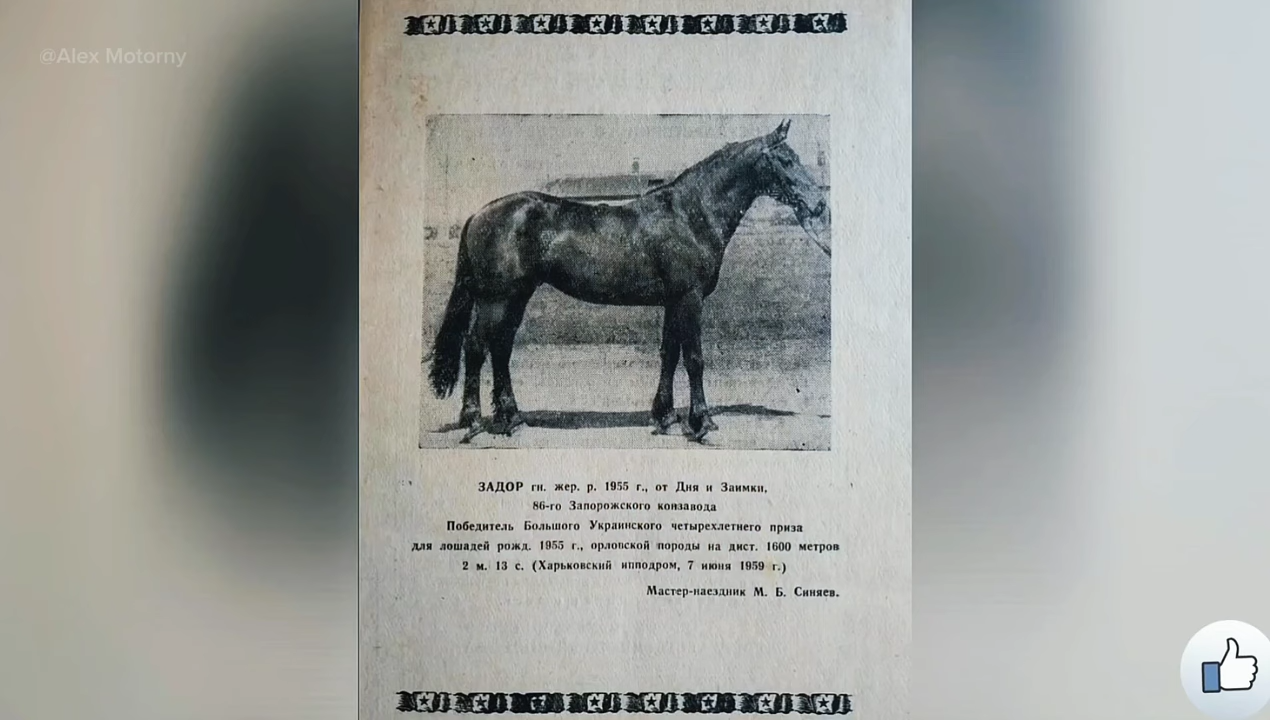 @Alex Motorny
ЗАДОР гн. жер. р. 1955 г., от Дня и Заимки,
86-го Запорожского конзавода
Победитель Большого Украинского четырехлетнего приза
для лошадей рожд. 1955 г., орловской породы на дист. 1600 метров
2 м. 13 с. (Харьковский ипподром, 7 июня 1959 г.)
Мастер-наездник М. Б. Синяев.